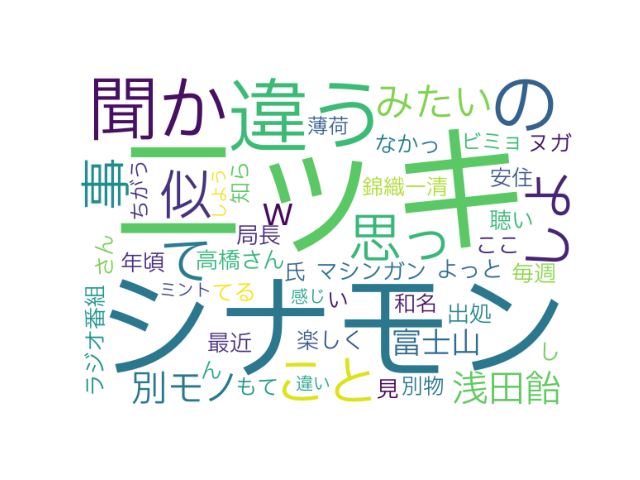 聞か
違う
みたい
の
薄荷
なかっ
ビミョ
ヌガ
ニッキ
事
似
ちがう
しょう
知ら
w
錦織一清
安住
よう
て
思っ
聴い
局長
さん
年頃
高橋さん
氏
マシンガン
よっと
ここ
毎週
ラジオ番組
ミント
てる
感じ
い
和名
出処
シナモン
最近
楽しく
富士山
し
別モノ
ん
もて
こと
違い
見
別物
浅田飴